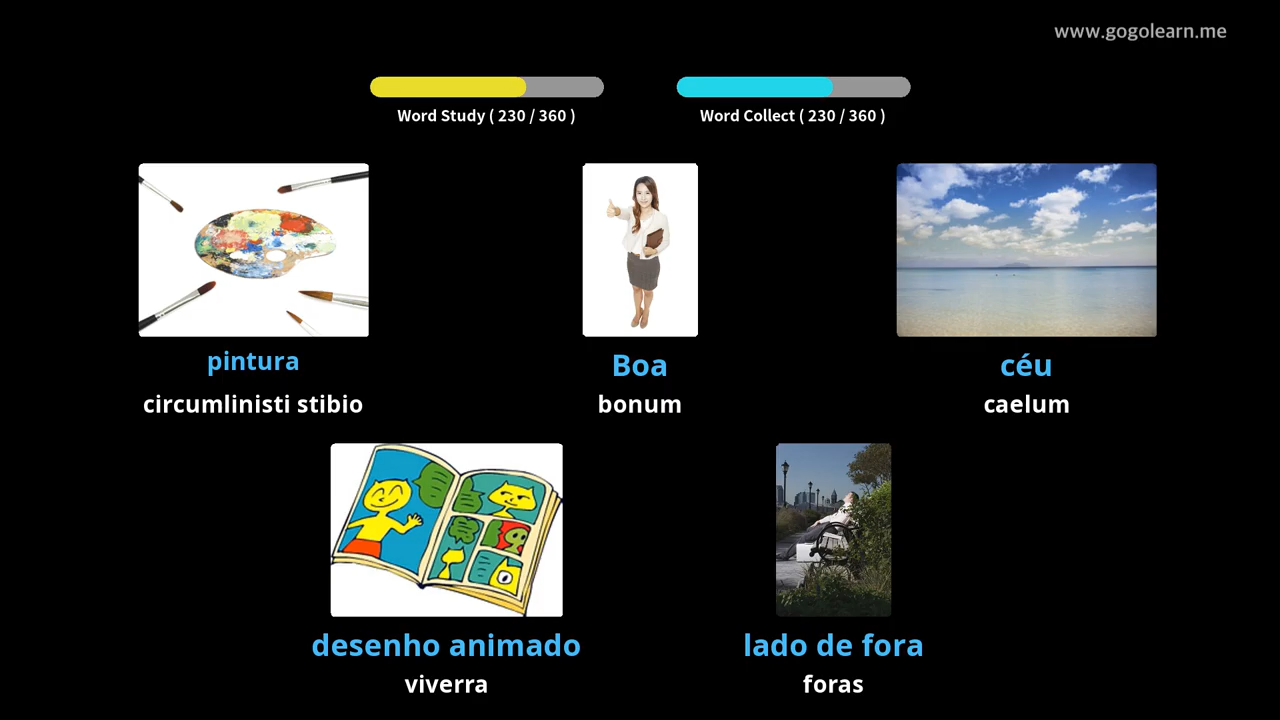 www.gogolearn.me
Word Study ( 230 / 360 )
Word Collect ( 230 / 360 )
pintura
circumlinisti stibio
Boa
bonum
céu
caelum
desenho animado
viverra
lado de fora
foras